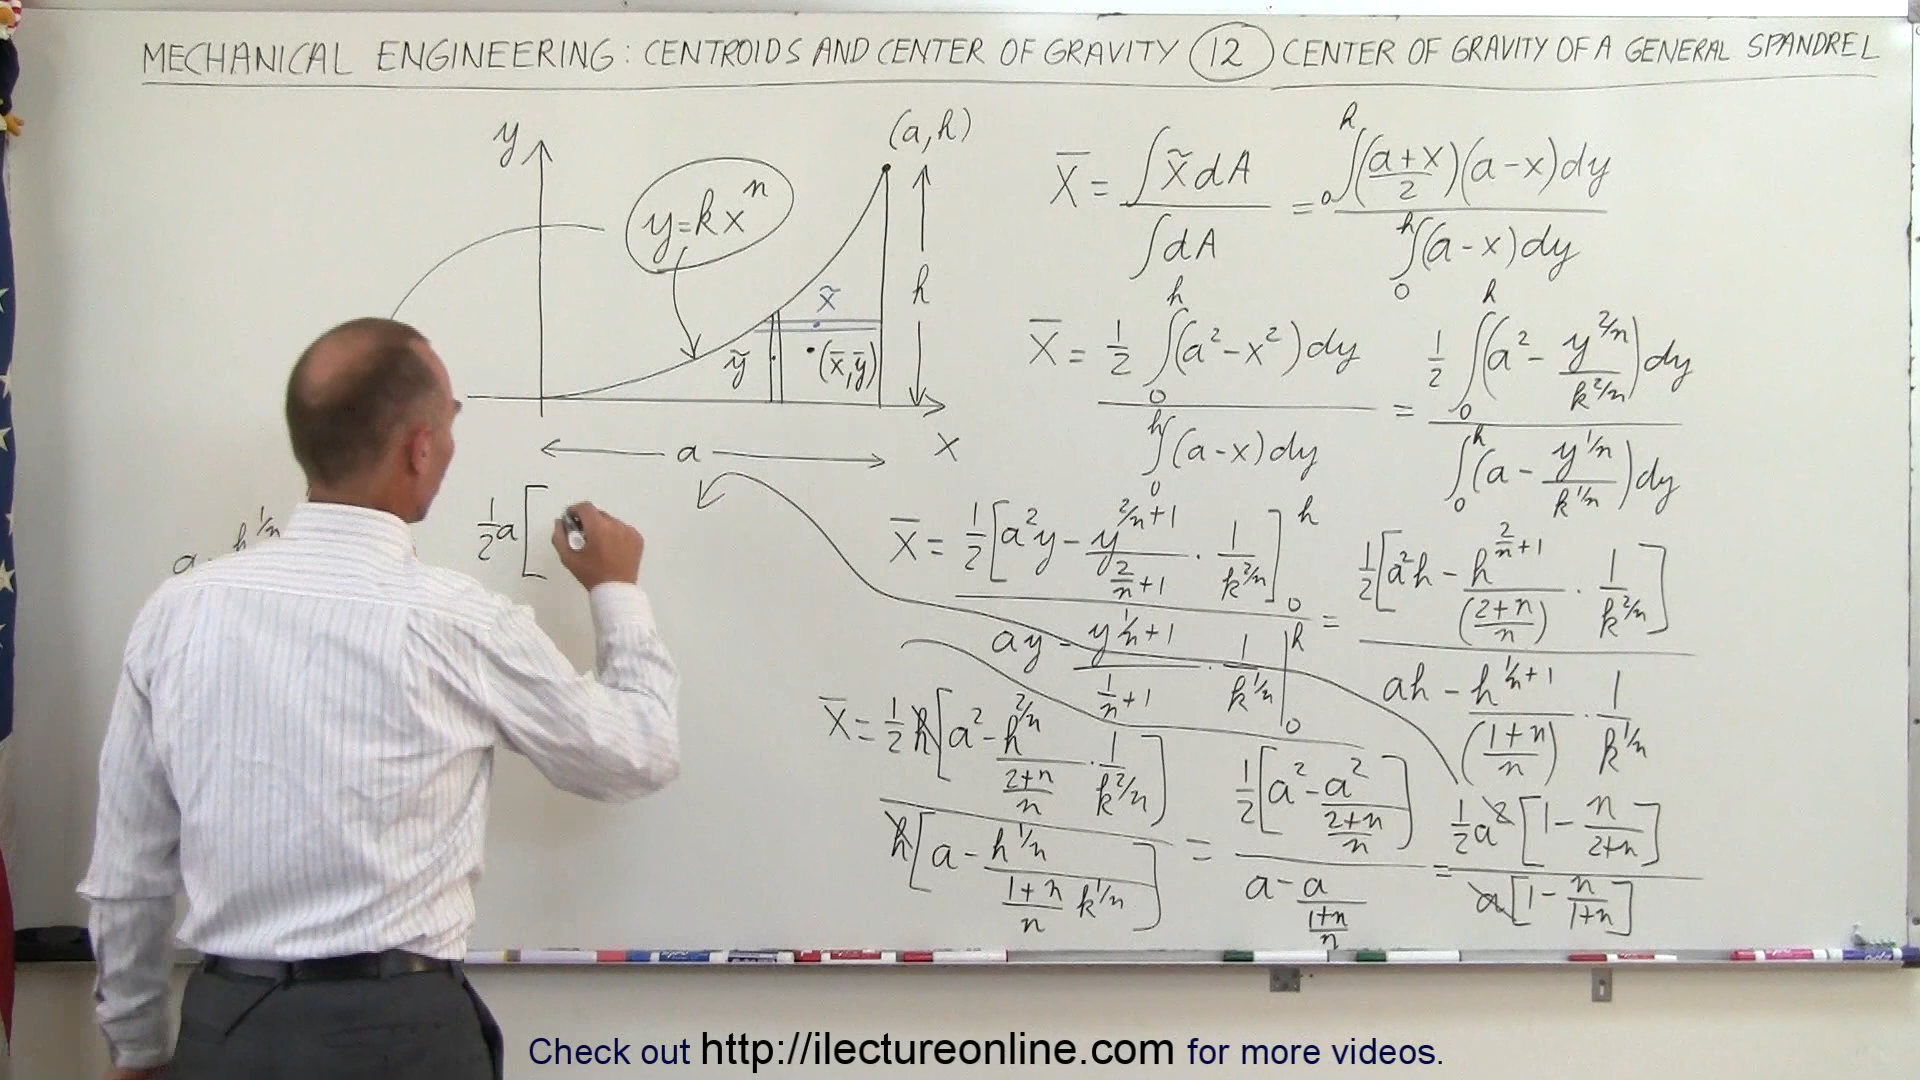 MECHANICAL ENGINEERING: CENTROIDS AND CENTER OF GRAVITY (12) CENTER OF GRAVITY OF A GENERAL SPANDREL
y
(a, h)
y=kx^n
h
x̃
ỹ
(x̄, ȳ)
a
x
a - h^{1/n}
½a[
X̄ = ∫x̃dA / ∫dA = ₀∫^h ((a+x)/2)(a-x)dy / ₀∫^h (a-x)dy
X̄ = ½ ₀∫^h (a²-x²)dy / ₀∫^h (a-x)dy = ½ ₀∫^h (a² - y^{2/n}/k^{2/n})dy / ₀∫^h (a - y^{1/n}/k^{1/n})dy
X̄ = ½[a²y - y^{2/n+1}/(2/n+1) · 1/k^{2/n}]₀^h / ay - y^{1/n+1}/(1/n+1) · 1/k^{1/n} |₀^h = ½[a²h - h^{2/n+1}/((2+n)/n) · 1/k^{2/n}] / ah - h^{1/n+1}/((1+n)/n) · 1/k^{1/n}
X̄ = ½h[a² - h^{2/n}/((2+n)/n) · 1/k^{2/n}] / h[a - h^{1/n}/((1+n)/n k^{1/n})] = ½[a² - a²/((2+n)/n)] / a - a/((1+n)/n) = ½a²[1 - n/(2+n)] / a[1 - n/(1+n)]
Check out http://ilectureonline.com for more videos.